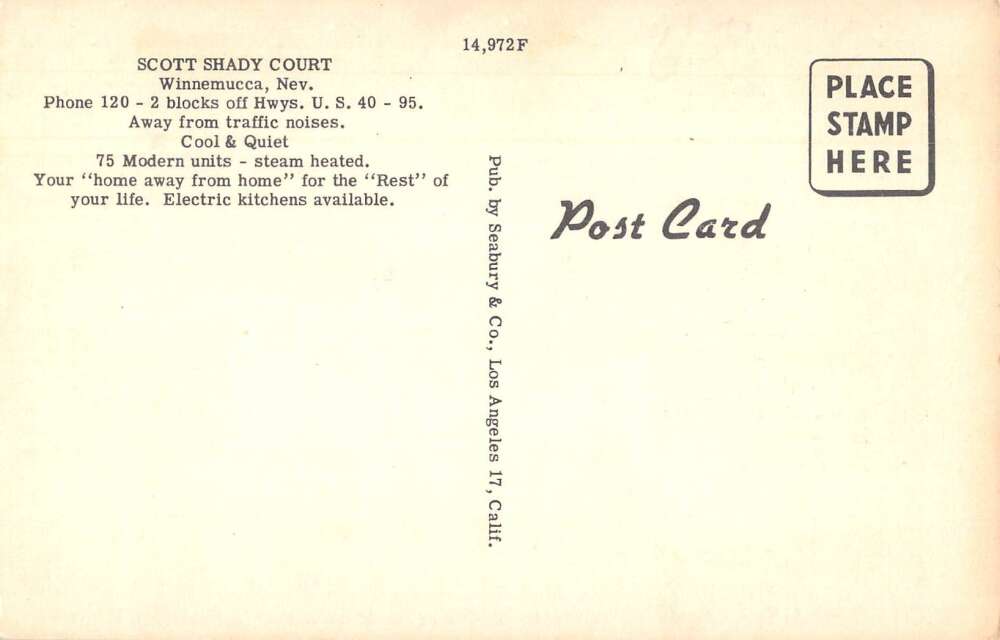 14,972F
SCOTT SHADY COURT
Winnemucca, Nev.
Phone 120 - 2 blocks off Hwys. U. S. 40 - 95.
Away from traffic noises.
Cool & Quiet
75 Modern units - steam heated.
Your “home away from home” for the “Rest” of
your life. Electric kitchens available.
Pub. by Seabury & Co., Los Angeles 17, Calif.
Post Card
PLACE
STAMP
HERE